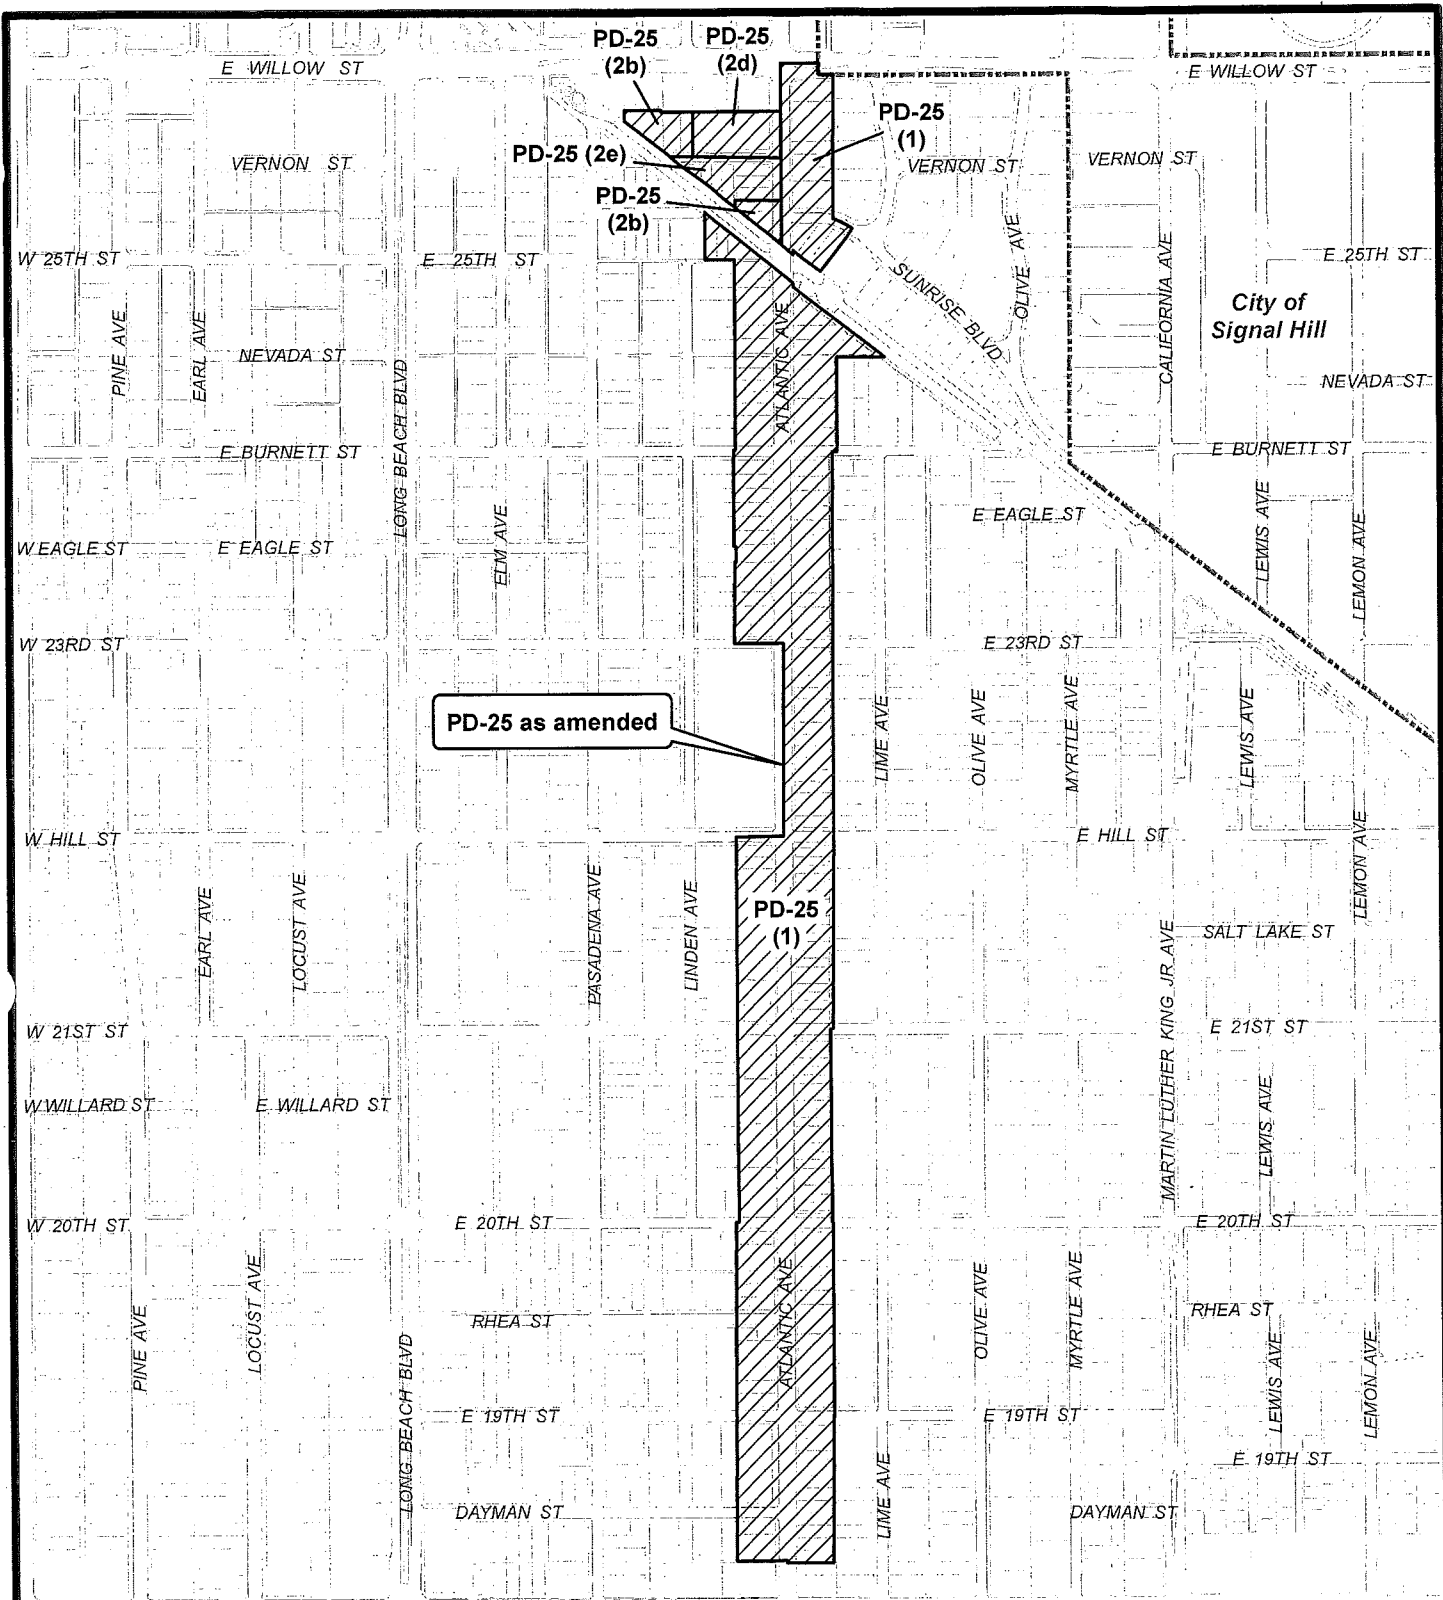 PD-25
(2b)
PD-25
(2d)
E WILLOW ST
E WILLOW ST
PD-25
(1)
PD-25 (2e)
VERNON ST
VERNON ST
VERNON ST
PD-25
(2b)
W 25TH ST
E 25TH ST
E 25TH ST
SUNRISE BLVD
OLIVE AVE
CALIFORNIA AVE
City of
Signal Hill
PINE AVE
EARL AVE
NEVADA ST
ATLANTIC AVE
NEVADA ST
LONG BEACH BLVD
E BURNETT ST
E BURNETT ST
E EAGLE ST
LEWIS AVE
LEMON AVE
W EAGLE ST
E EAGLE ST
ELM AVE
W 23RD ST
E 23RD ST
PD-25 as amended
LIME AVE
OLIVE AVE
MYRTLE AVE
LEWIS AVE
W HILL ST
E HILL ST
LEMON AVE
EARL AVE
LOCUST AVE
PASADENA AVE
LINDEN AVE
PD-25
(1)
SALT LAKE ST
MARTIN LUTHER KING JR AVE
W 21ST ST
E 21ST ST
W WILLARD ST
E WILLARD ST
LEWIS AVE
W 20TH ST
E 20TH ST
E 20TH ST
PINE AVE
LOCUST AVE
RHEA ST
ATLANTIC AVE
OLIVE AVE
MYRTLE AVE
RHEA ST
LONG BEACH BLVD
LEWIS AVE
LEMON AVE
E 19TH ST
E 19TH ST
E 19TH ST
LIME AVE
DAYMAN ST
DAYMAN ST